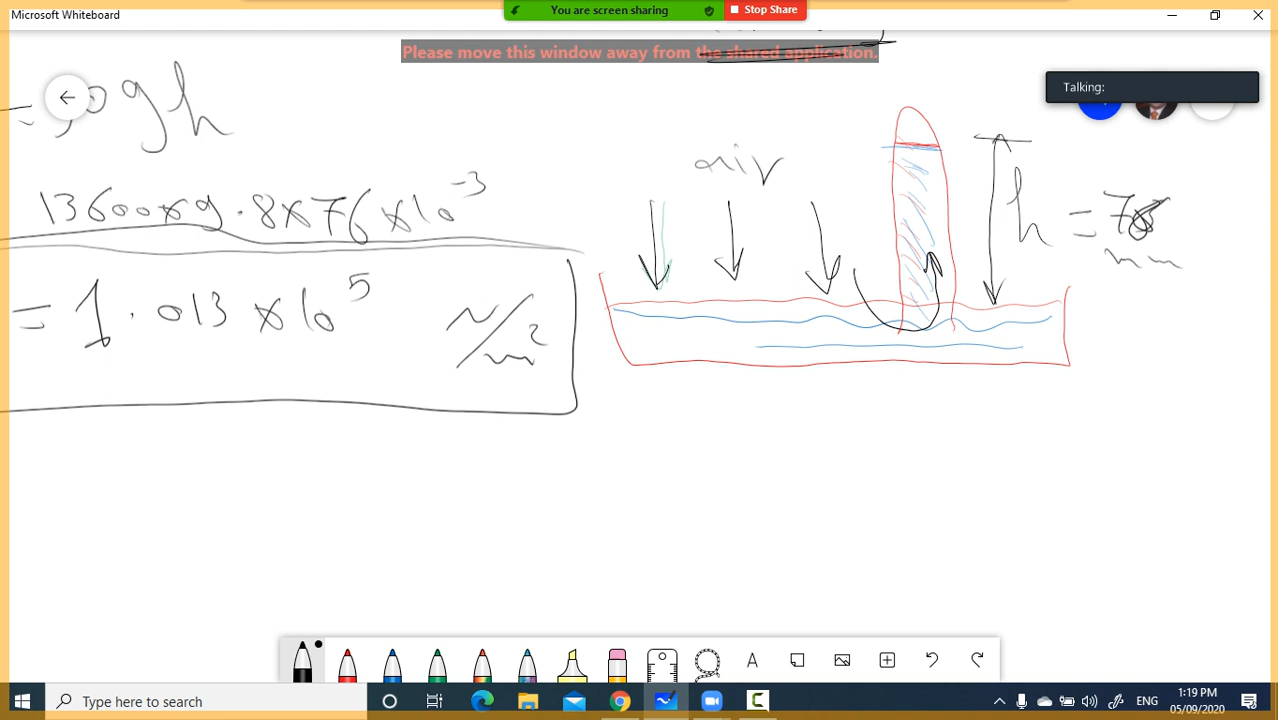 You are screen sharing
Stop Share
Microsoft Whiteboard
Please move this window away from the shared application.
Talking:
= ρgh
13600×9.8×76×10⁻³
= 1.013×10⁵ N/m²
air
h
= 76
mm
Type here to search
ENG
1:19 PM
05/09/2020